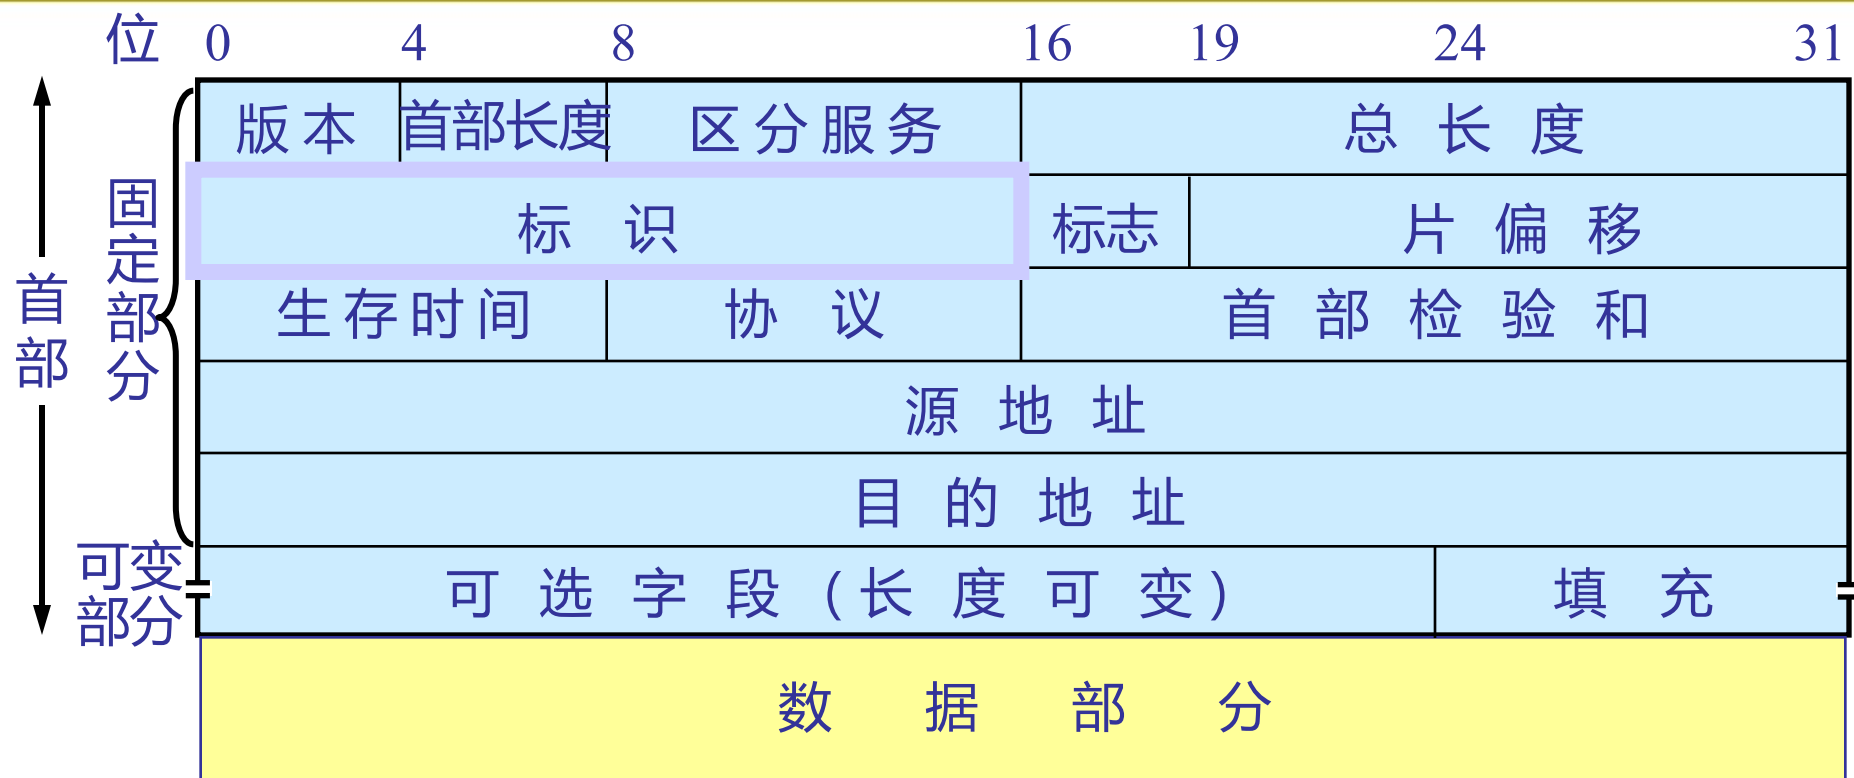 位 0 4 8 16 19 24 31
版本 首部长度 区分服务 总长度
标识 标志 片偏移
生存时间 协议 首部检验和
源地址
目的地址
可选字段(长度可变) 填充
数据部分
首部
固定部分
可变
部分